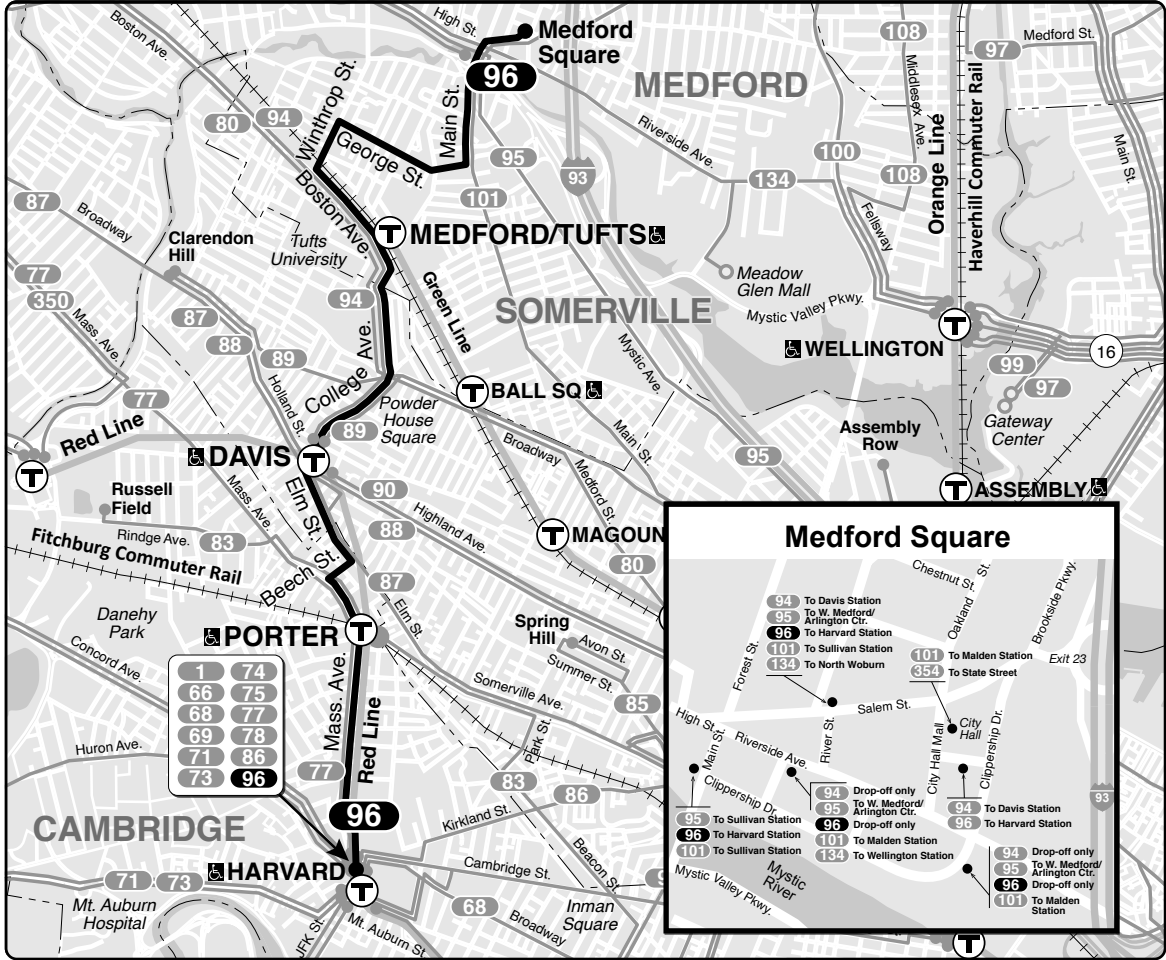 Boston Ave.
High St.
Medford
Square
108
97
Medford St.
96
MEDFORD
Winthrop St.
Main St.
Middlesex Ave.
Haverhill Commuter Rail
Orange Line
80
94
George St.
Riverside Ave.
95
100
Main St.
93
134
108
101
87
Broadway
Boston Ave.
Fellsway
Clarendon
Hill
Tufts
University
T
MEDFORD/TUFTS
77
350
Mass. Ave.
94
Green Line
Meadow
Glen Mall
SOMERVILLE
Mystic Valley Pkwy.
87
88
T
WELLINGTON
16
89
College Ave.
Mystic Ave.
99
97
77
Holland St.
T
BALL SQ
Powder
House
Square
Gateway
Center
Red Line
89
Broadway
Main St.
Assembly
Row
DAVIS
T
95
T
Mass. Ave.
Elm St.
Medford St.
T
ASSEMBLY
Russell
Field
90
Highland Ave.
88
Rindge Ave.
83
T
MAGOUN
Fitchburg Commuter Rail
Beech St.
80
87
Elm St.
Danehy
Park
PORTER
T
Spring
Hill
Avon St.
Summer St.
Concord Ave.
1
74
66
75
68
77
69
78
71
86
73
96
Mass. Ave.
Red Line
Somerville Ave.
85
Park St.
Huron Ave.
77
83
86
96
Kirkland St.
CAMBRIDGE
Beacon St.
HARVARD
T
Cambridge St.
71
73
Mt. Auburn
Hospital
68
Inman
Square
Broadway
JFK St.
Mt. Auburn St.
T
Medford Square
Chestnut St.
Oakland St.
Brookside Pkwy.
94 To Davis Station
95 To W. Medford/
Arlington Ctr.
96 To Harvard Station
101 To Sullivan Station
134 To North Woburn
101 To Malden Station
354 To State Street
Exit 23
Forest St.
Salem St.
High St.
Main St.
Riverside Ave.
River St.
City Hall Mall
City
Hall
Clippership Dr.
Clippership Dr.
93
95 To Sullivan Station
96 To Harvard Station
101 To Sullivan Station
94 Drop-off only
95 To W. Medford/
Arlington Ctr.
96 Drop-off only
101 To Malden Station
134 To Wellington Station
94 To Davis Station
96 To Harvard Station
94 Drop-off only
95 To W. Medford/
Arlington Ctr.
96 Drop-off only
101 To Malden
Station
Mystic
River
Mystic Valley Pkwy.